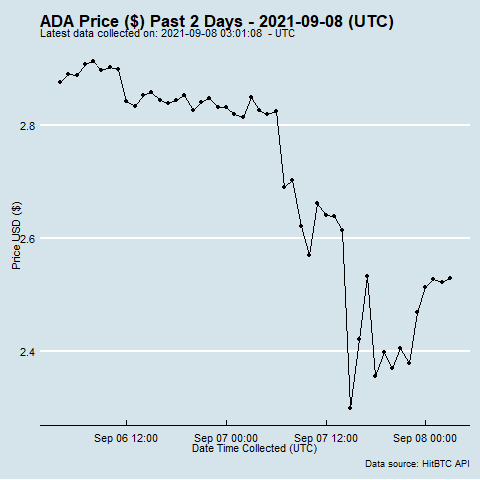 ADA Price ($) Past 2 Days - 2021-09-08 (UTC)
Latest data collected on: 2021-09-08 03:01:08  - UTC
2.8
2.6
2.4
Price USD ($)
Sep 06 12:00 Sep 07 00:00 Sep 07 12:00 Sep 08 00:00
Date Time Collected (UTC)
Data source: HitBTC API